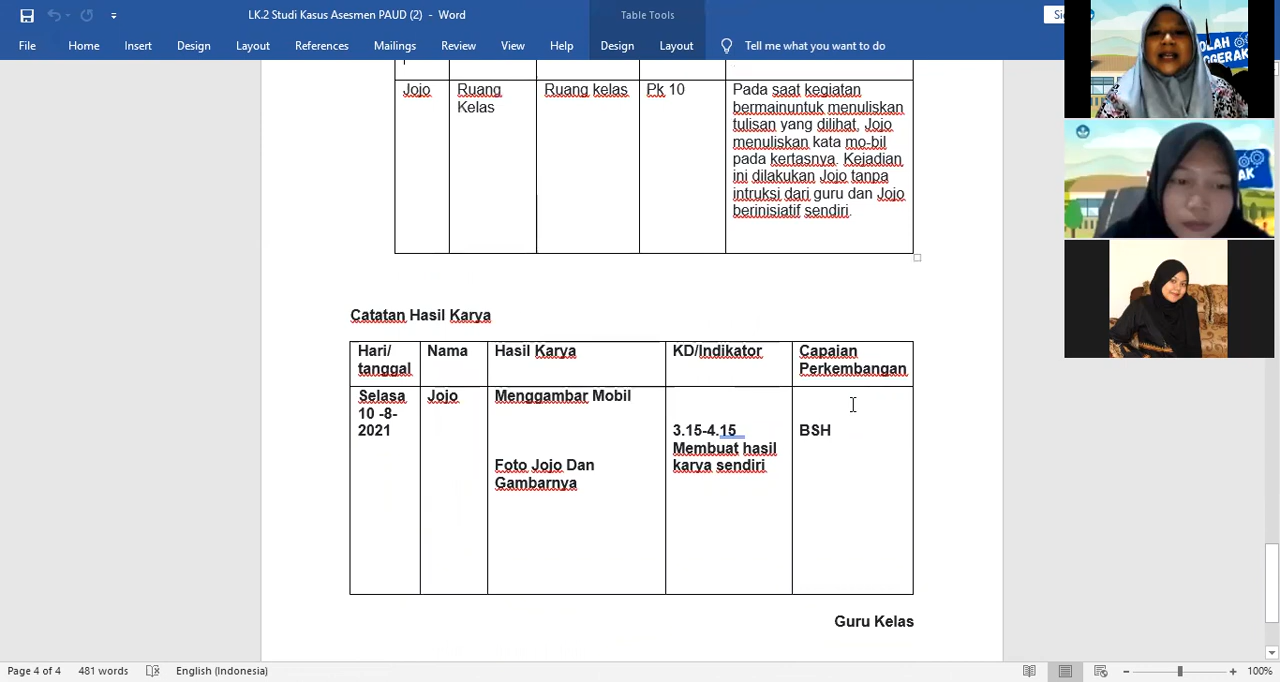 LK.2 Studi Kasus Asesmen PAUD (2) - Word
Table Tools
File Home Insert Design Layout References Mailings Review View Help Design Layout Tell me what you want to do
Jojo
Ruang
Kelas
Ruang kelas
Pk 10
Pada saat kegiatan
bermainuntuk menuliskan
tulisan yang dilihat, Jojo
menuliskan kata mo-bil
pada kertasnya. Kejadian
ini dilakukan Jojo tanpa
intruksi dari guru dan Jojo
berinisiatif sendiri.
Catatan Hasil Karya
Hari/
tanggal
Nama
Hasil Karya
KD/Indikator
Capaian
Perkembangan
Selasa
10 -8-
2021
Jojo
Menggambar Mobil
Foto Jojo Dan
Gambarnya
3.15-4.15
Membuat hasil
karya sendiri
BSH
Guru Kelas
Page 4 of 4 481 words English (Indonesia) 100%